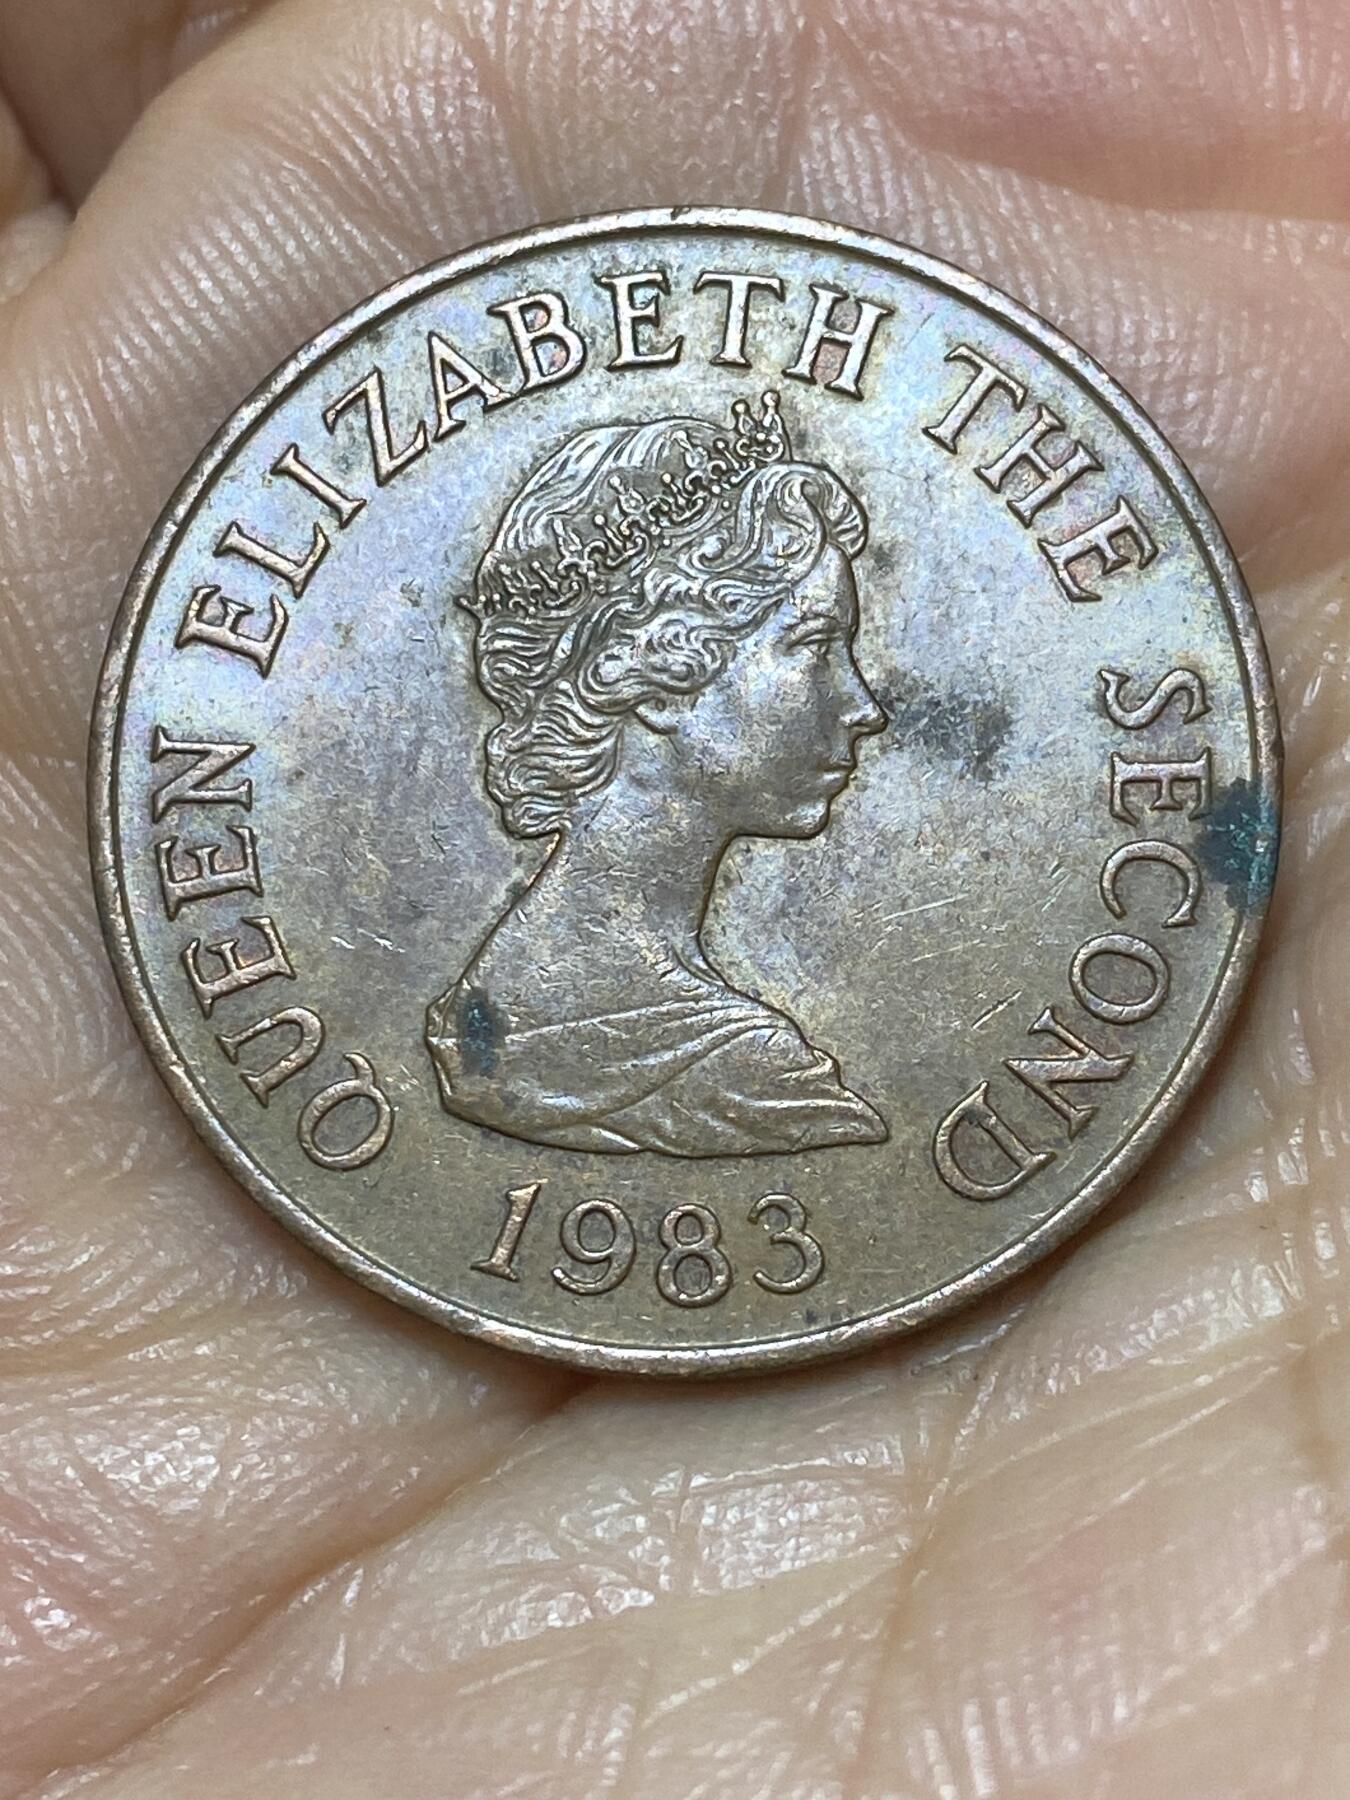 QUEEN ELIZABETH THE SECOND
1983